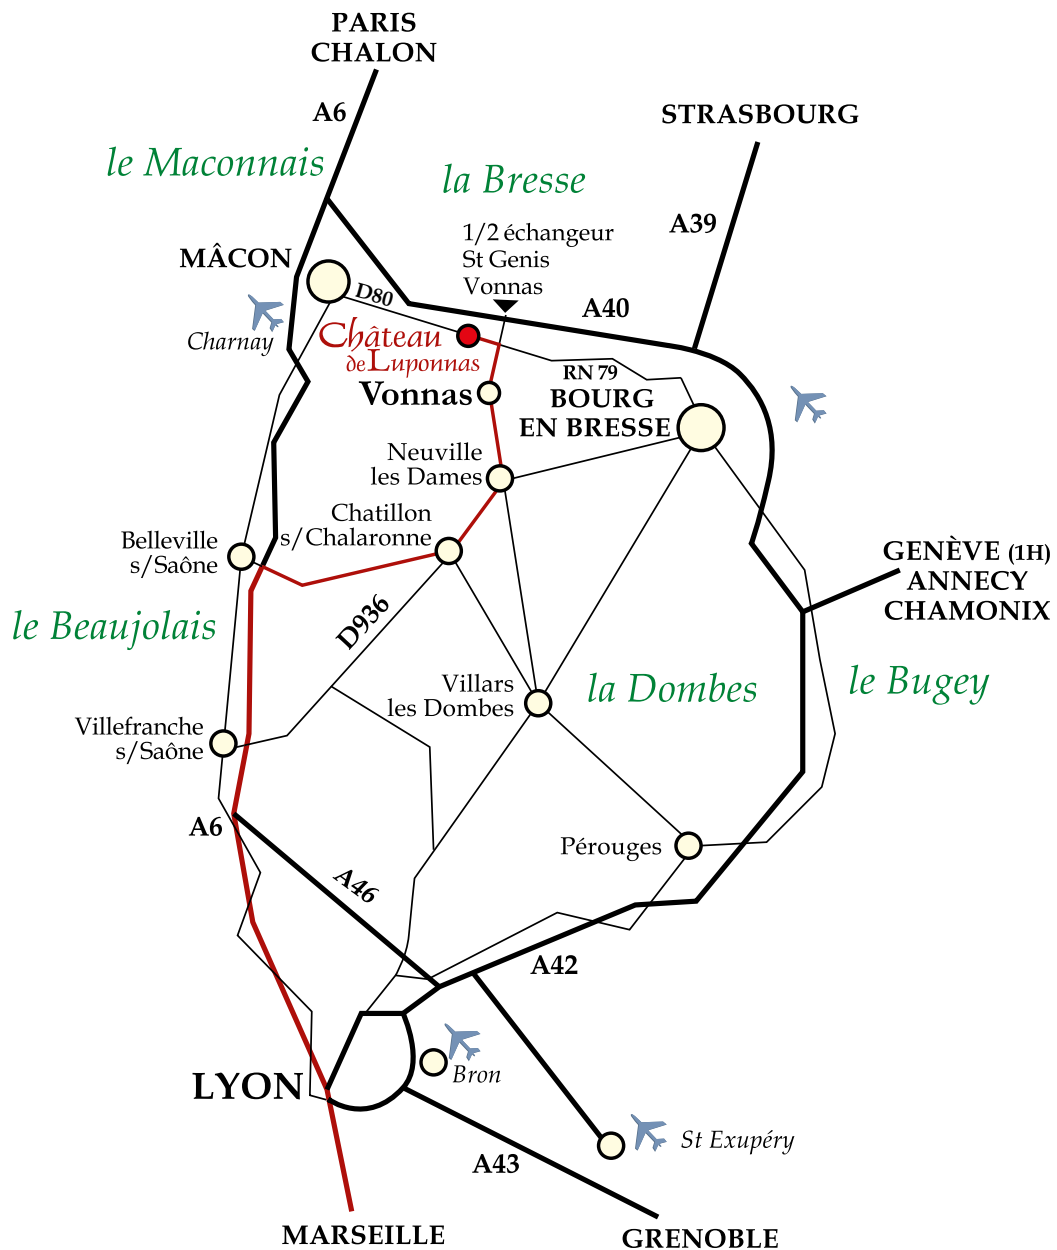 PARIS
CHALON
A6
STRASBOURG
le Maconnais
la Bresse
A39
1/2 échangeur
St Genis
Vonnas
MÂCON
D80
A40
Charnay
Château
de Luponnas
RN 79
Vonnas
BOURG
EN BRESSE
Neuville
les Dames
Chatillon
s/Chalaronne
Belleville
s/Saône
GENÈVE (1H)
ANNECY
CHAMONIX
le Beaujolais
D936
Villars
les Dombes
la Dombes
le Bugey
Villefranche
s/Saône
A6
Pérouges
A46
A42
LYON
Bron
St Exupéry
A43
MARSEILLE
GRENOBLE